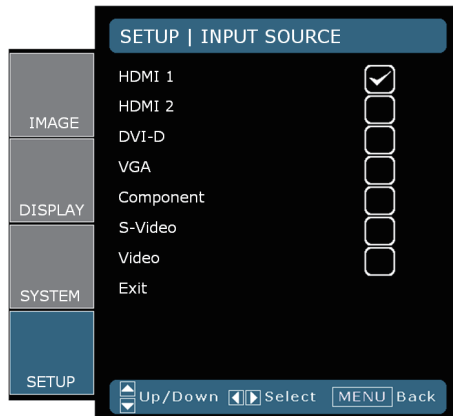 SETUP | INPUT SOURCE
HDMI 1
HDMI 2
DVI-D
VGA
Component
S-Video
Video
Exit
IMAGE
DISPLAY
SYSTEM
SETUP
Up/Down Select MENU Back